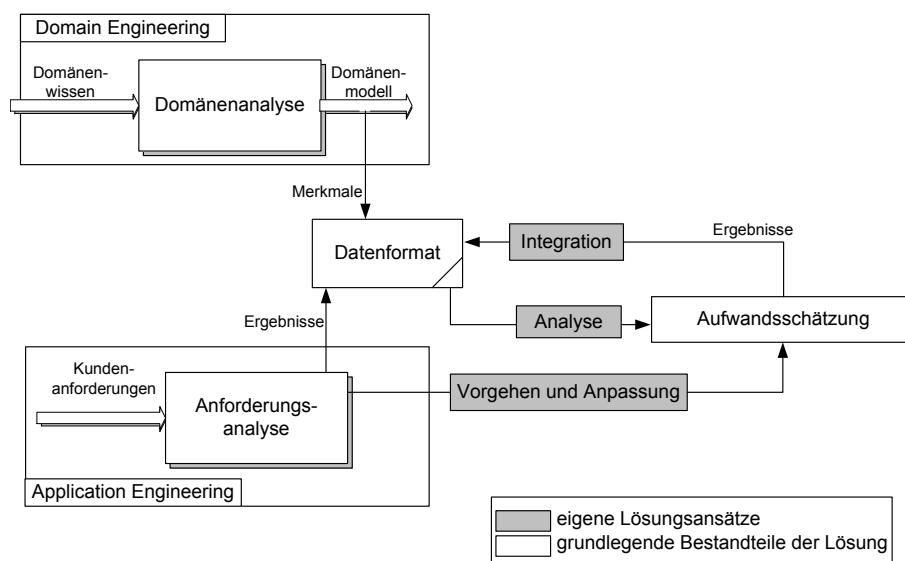 Domain Engineering
Domänen-
wissen
Domänenanalyse
Domänen-
modell
Merkmale
Datenformat
Integration
Ergebnisse
Analyse
Aufwandsschätzung
Ergebnisse
Kunden-
anforderungen
Anforderungs-
analyse
Vorgehen und Anpassung
Application Engineering
eigene Lösungsansätze
grundlegende Bestandteile der Lösung